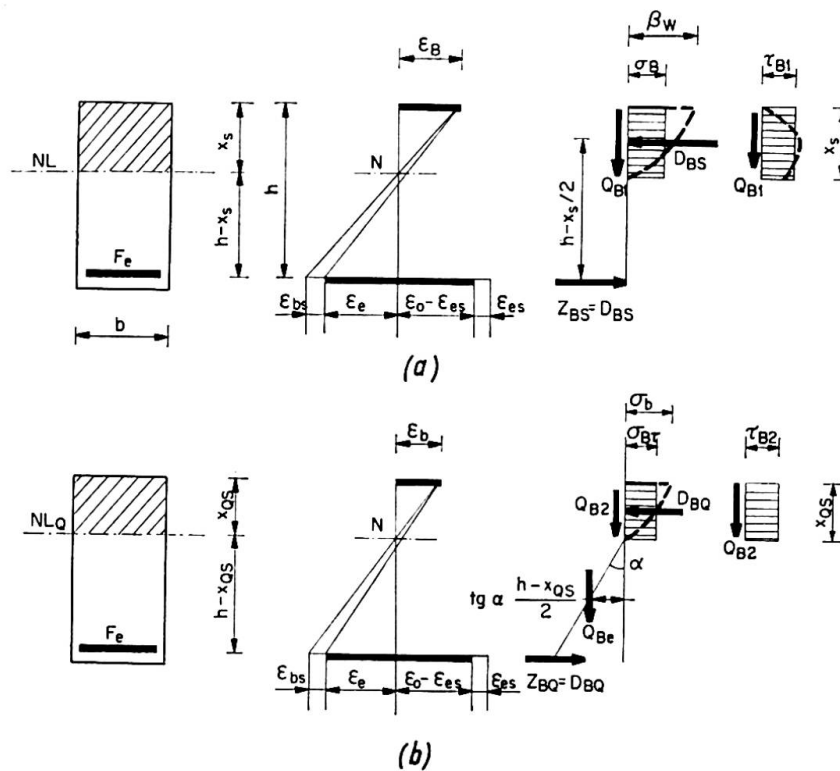 ε_B
β_W
σ_B
τ_B1
NL
x_s
h
N
h-x_s
F_e
b
ε_bs
ε_e
ε_o-ε_es
ε_es
Q_B1
D_BS
h-x_s/2
Z_BS=D_BS
Q_B1
x_s
(a)
ε_b
σ_b
σ_Bτ
τ_B2
NL_Q
x_QS
N
h-x_QS
F_e
ε_bs
ε_e
ε_o-ε_es
ε_es
Q_B2
D_BQ
Q_B2
x_QS
α
tg α h-x_QS/2
Q_Be
Z_BQ=D_BQ
(b)